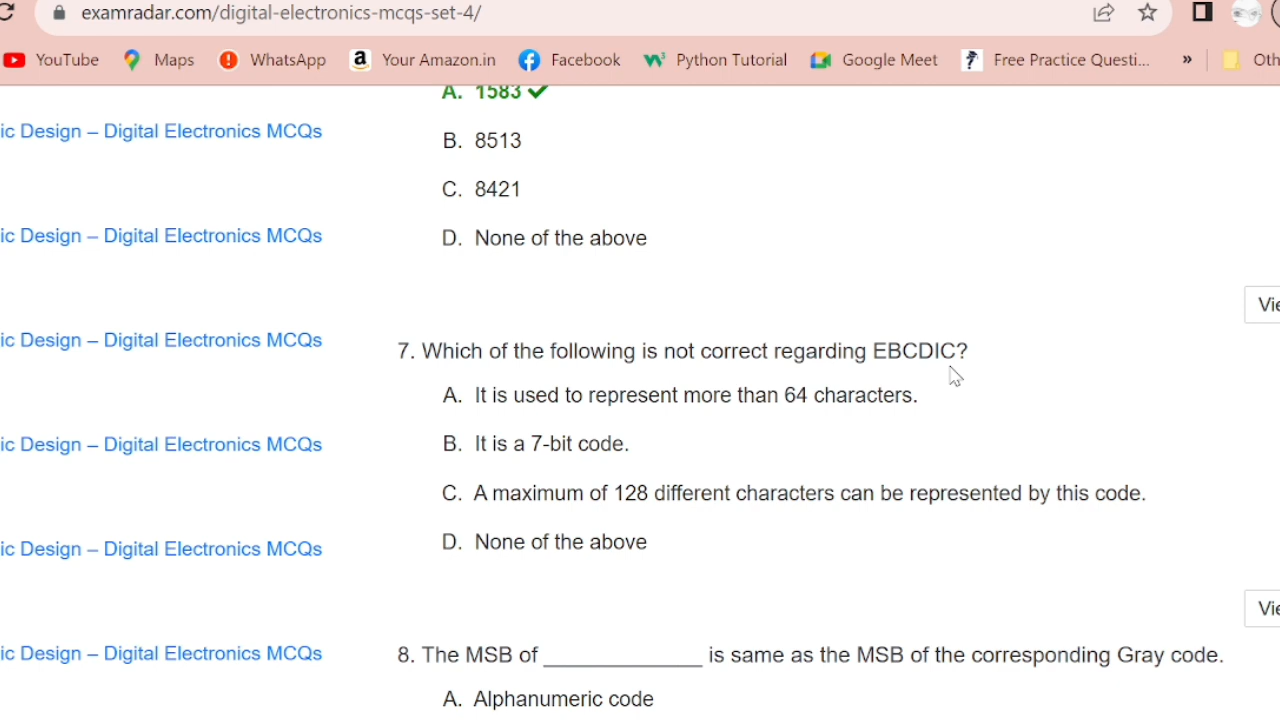 examradar.com/digital-electronics-mcqs-set-4/
YouTube Maps WhatsApp Your Amazon.in Facebook Python Tutorial Google Meet Free Practice Questi... » Oth
A. 1583
ic Design – Digital Electronics MCQs
B. 8513
C. 8421
ic Design – Digital Electronics MCQs
D. None of the above
Vie
ic Design – Digital Electronics MCQs
7. Which of the following is not correct regarding EBCDIC?
A. It is used to represent more than 64 characters.
ic Design – Digital Electronics MCQs
B. It is a 7-bit code.
C. A maximum of 128 different characters can be represented by this code.
ic Design – Digital Electronics MCQs
D. None of the above
Vie
ic Design – Digital Electronics MCQs
8. The MSB of ______________ is same as the MSB of the corresponding Gray code.
A. Alphanumeric code